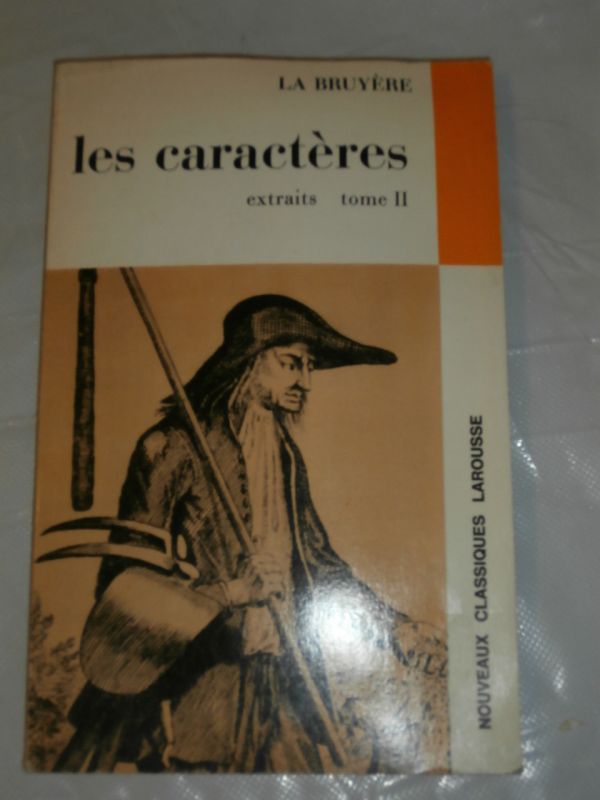 LA BRUYÈRE
les caractères
extraits tome II
NOUVEAUX CLASSIQUES LAROUSSE